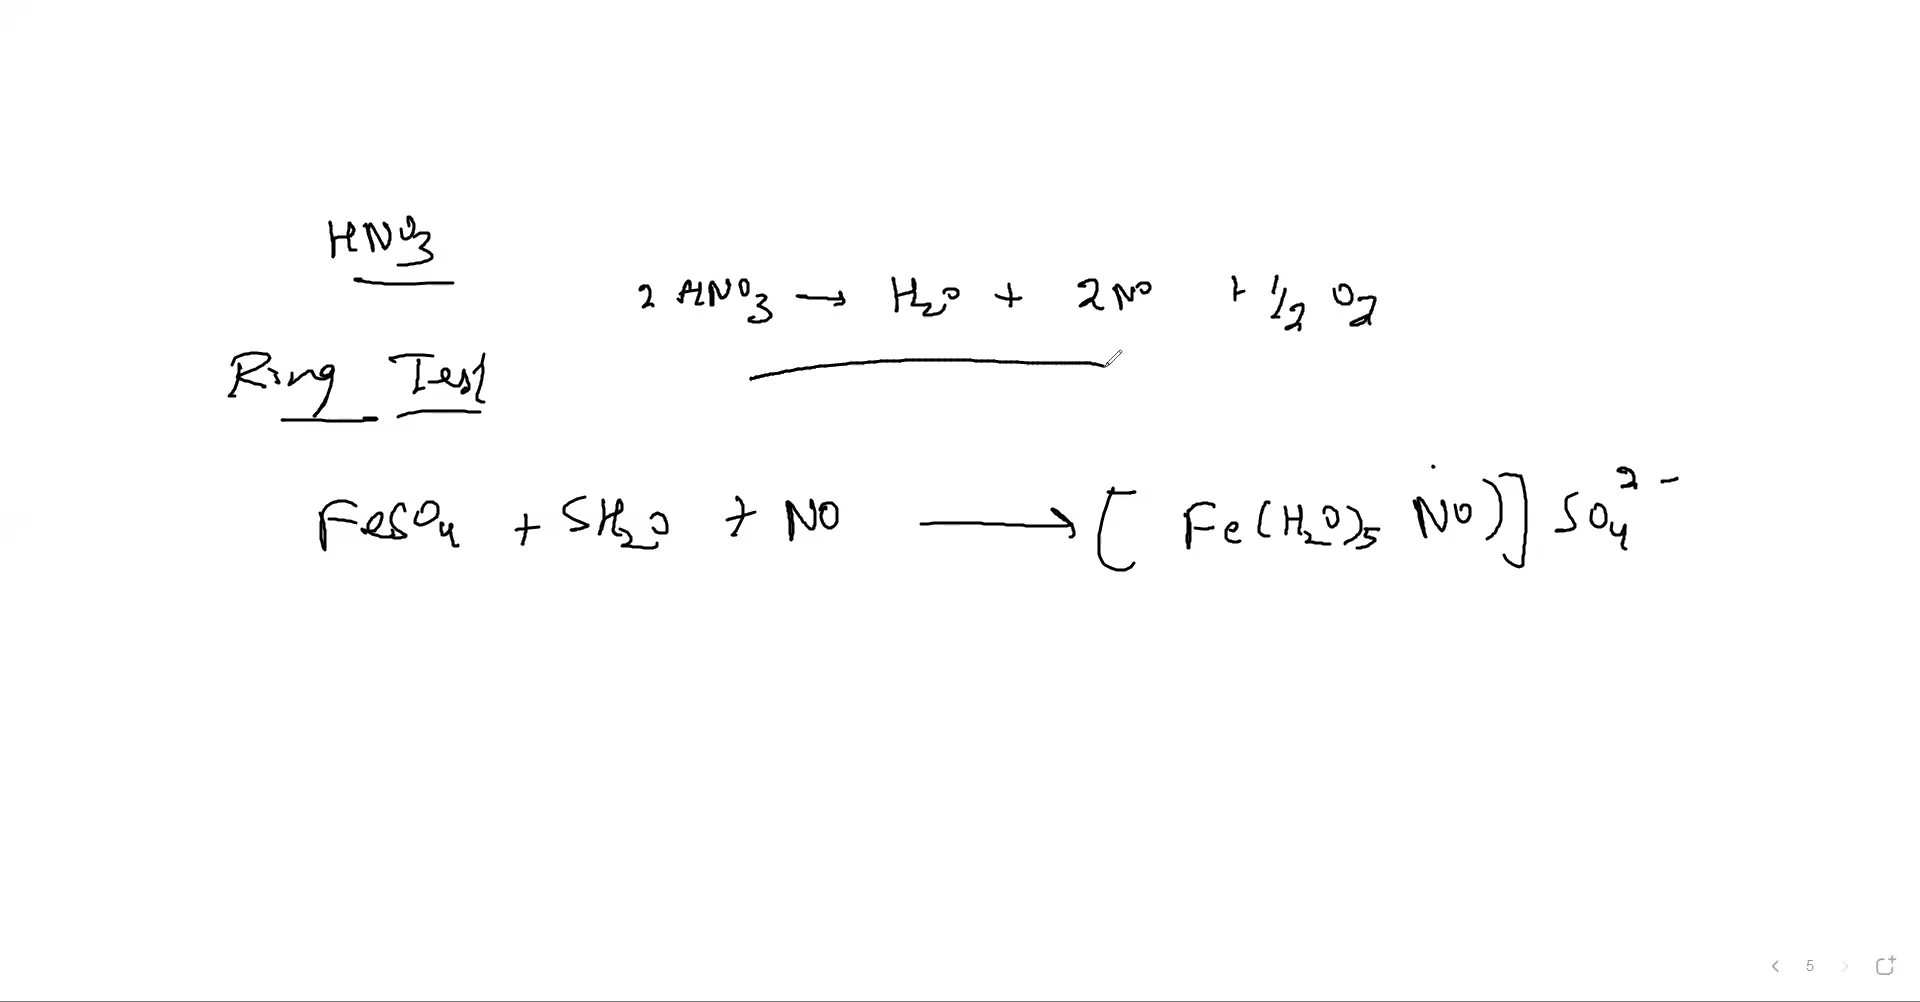 HNO3
2 HNO3 → H2O + 2NO + 1/2 O2
Ring Test
FeSO4 + 5H2O + NO → [Fe(H2O)5 NO)] SO4 2-
5